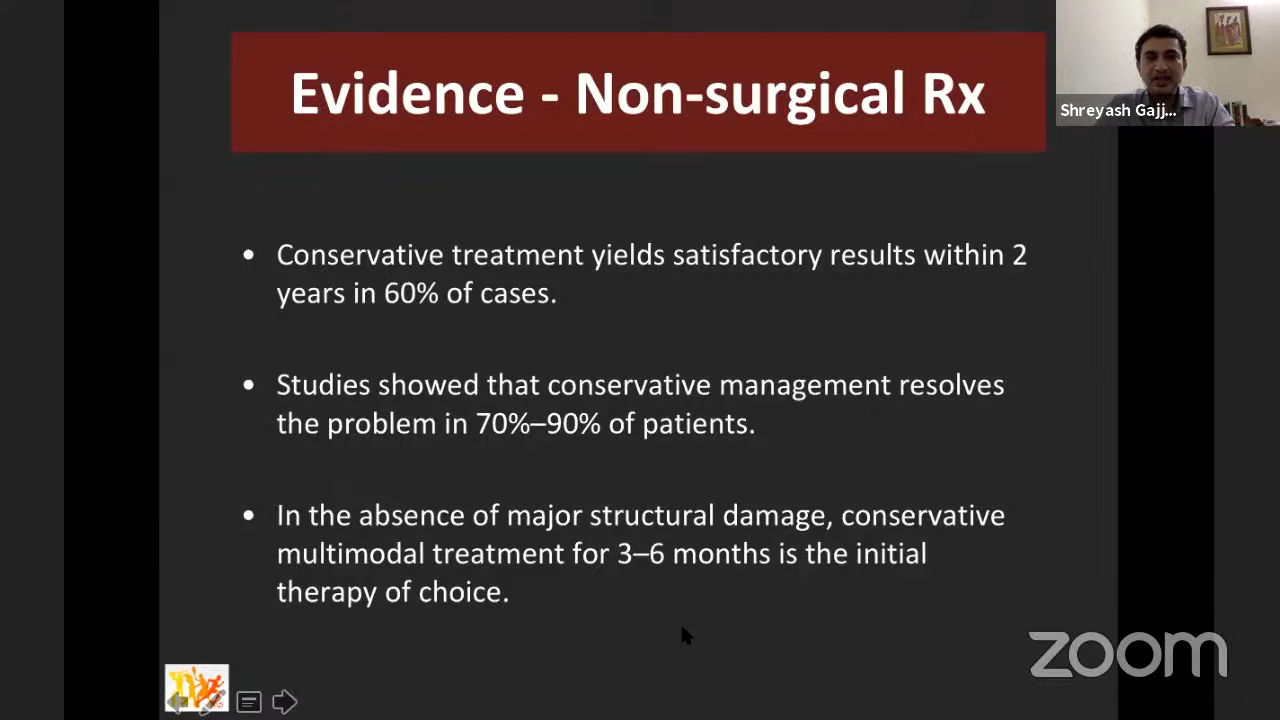 Evidence - Non-surgical Rx
Shreyash Gajj...
• Conservative treatment yields satisfactory results within 2
years in 60% of cases.
• Studies showed that conservative management resolves
the problem in 70%–90% of patients.
• In the absence of major structural damage, conservative
multimodal treatment for 3–6 months is the initial
therapy of choice.
zoom